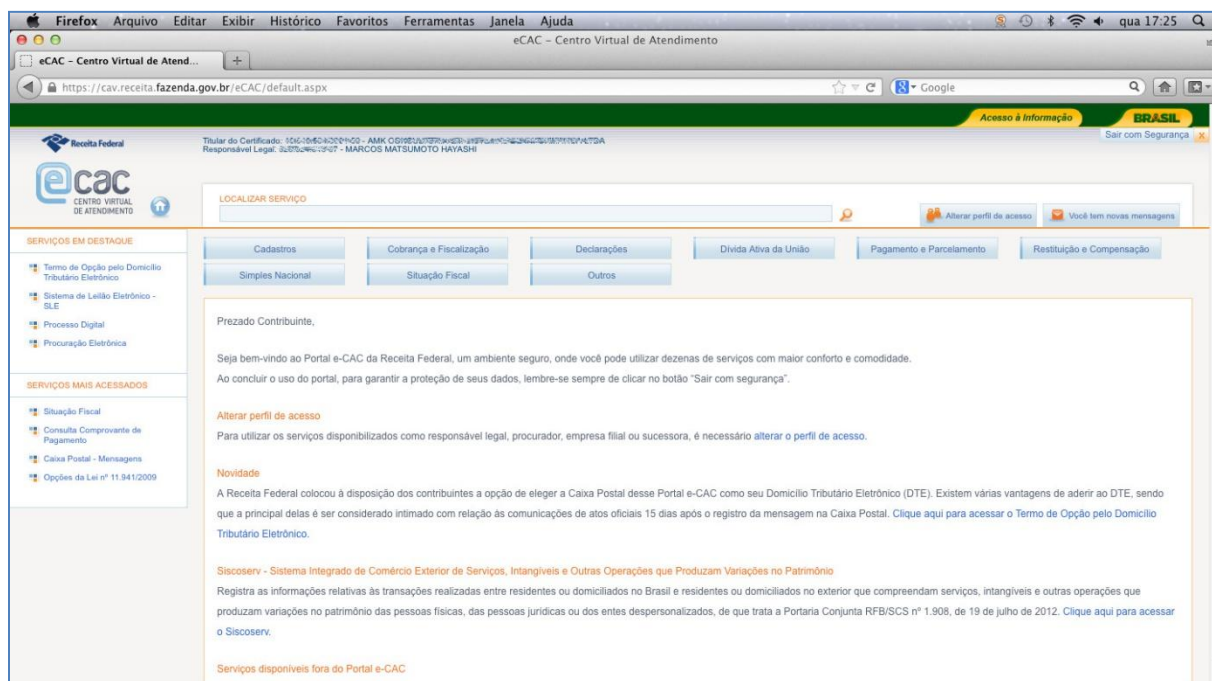 Firefox Arquivo Editar Exibir Histórico Favoritos Ferramentas Janela Ajuda qua 17:25
eCAC – Centro Virtual de Atendimento
eCAC – Centro Virtual de Atend...
https://cav.receita.fazenda.gov.br/eCAC/default.aspx Google
Acesso à Informação BRASIL
Receita Federal
Titular do Certificado: - AMK
Responsável Legal: - MARCOS MATSUMOTO HAYASHI
Sair com Segurança x
ecac
CENTRO VIRTUAL
DE ATENDIMENTO
LOCALIZAR SERVIÇO
Alterar perfil de acesso Você tem novas mensagens
SERVIÇOS EM DESTAQUE
Termo de Opção pelo Domicílio
Tributário Eletrônico
Sistema de Leilão Eletrônico -
SLE
Processo Digital
Procuração Eletrônica
SERVIÇOS MAIS ACESSADOS
Situação Fiscal
Consulta Comprovante de
Pagamento
Caixa Postal - Mensagens
Opções da Lei nº 11.941/2009
Cadastros Cobrança e Fiscalização Declarações Dívida Ativa da União Pagamento e Parcelamento Restituição e Compensação
Simples Nacional Situação Fiscal Outros
Prezado Contribuinte,
Seja bem-vindo ao Portal e-CAC da Receita Federal, um ambiente seguro, onde você pode utilizar dezenas de serviços com maior conforto e comodidade.
Ao concluir o uso do portal, para garantir a proteção de seus dados, lembre-se sempre de clicar no botão “Sair com segurança”.
Alterar perfil de acesso
Para utilizar os serviços disponibilizados como responsável legal, procurador, empresa filial ou sucessora, é necessário alterar o perfil de acesso.
Novidade
A Receita Federal colocou à disposição dos contribuintes a opção de eleger a Caixa Postal desse Portal e-CAC como seu Domicílio Tributário Eletrônico (DTE). Existem várias vantagens de aderir ao DTE, sendo
que a principal delas é ser considerado intimado com relação às comunicações de atos oficiais 15 dias após o registro da mensagem na Caixa Postal. Clique aqui para acessar o Termo de Opção pelo Domicílio
Tributário Eletrônico.
Siscoserv - Sistema Integrado de Comércio Exterior de Serviços, Intangíveis e Outras Operações que Produzam Variações no Patrimônio
Registra as informações relativas às transações realizadas entre residentes ou domiciliados no Brasil e residentes ou domiciliados no exterior que compreendam serviços, intangíveis e outras operações que
produzam variações no patrimônio das pessoas físicas, das pessoas jurídicas ou dos entes despersonalizados, de que trata a Portaria Conjunta RFB/SCS nº 1.908, de 19 de julho de 2012. Clique aqui para acessar
o Siscoserv.
Serviços disponíveis fora do Portal e-CAC